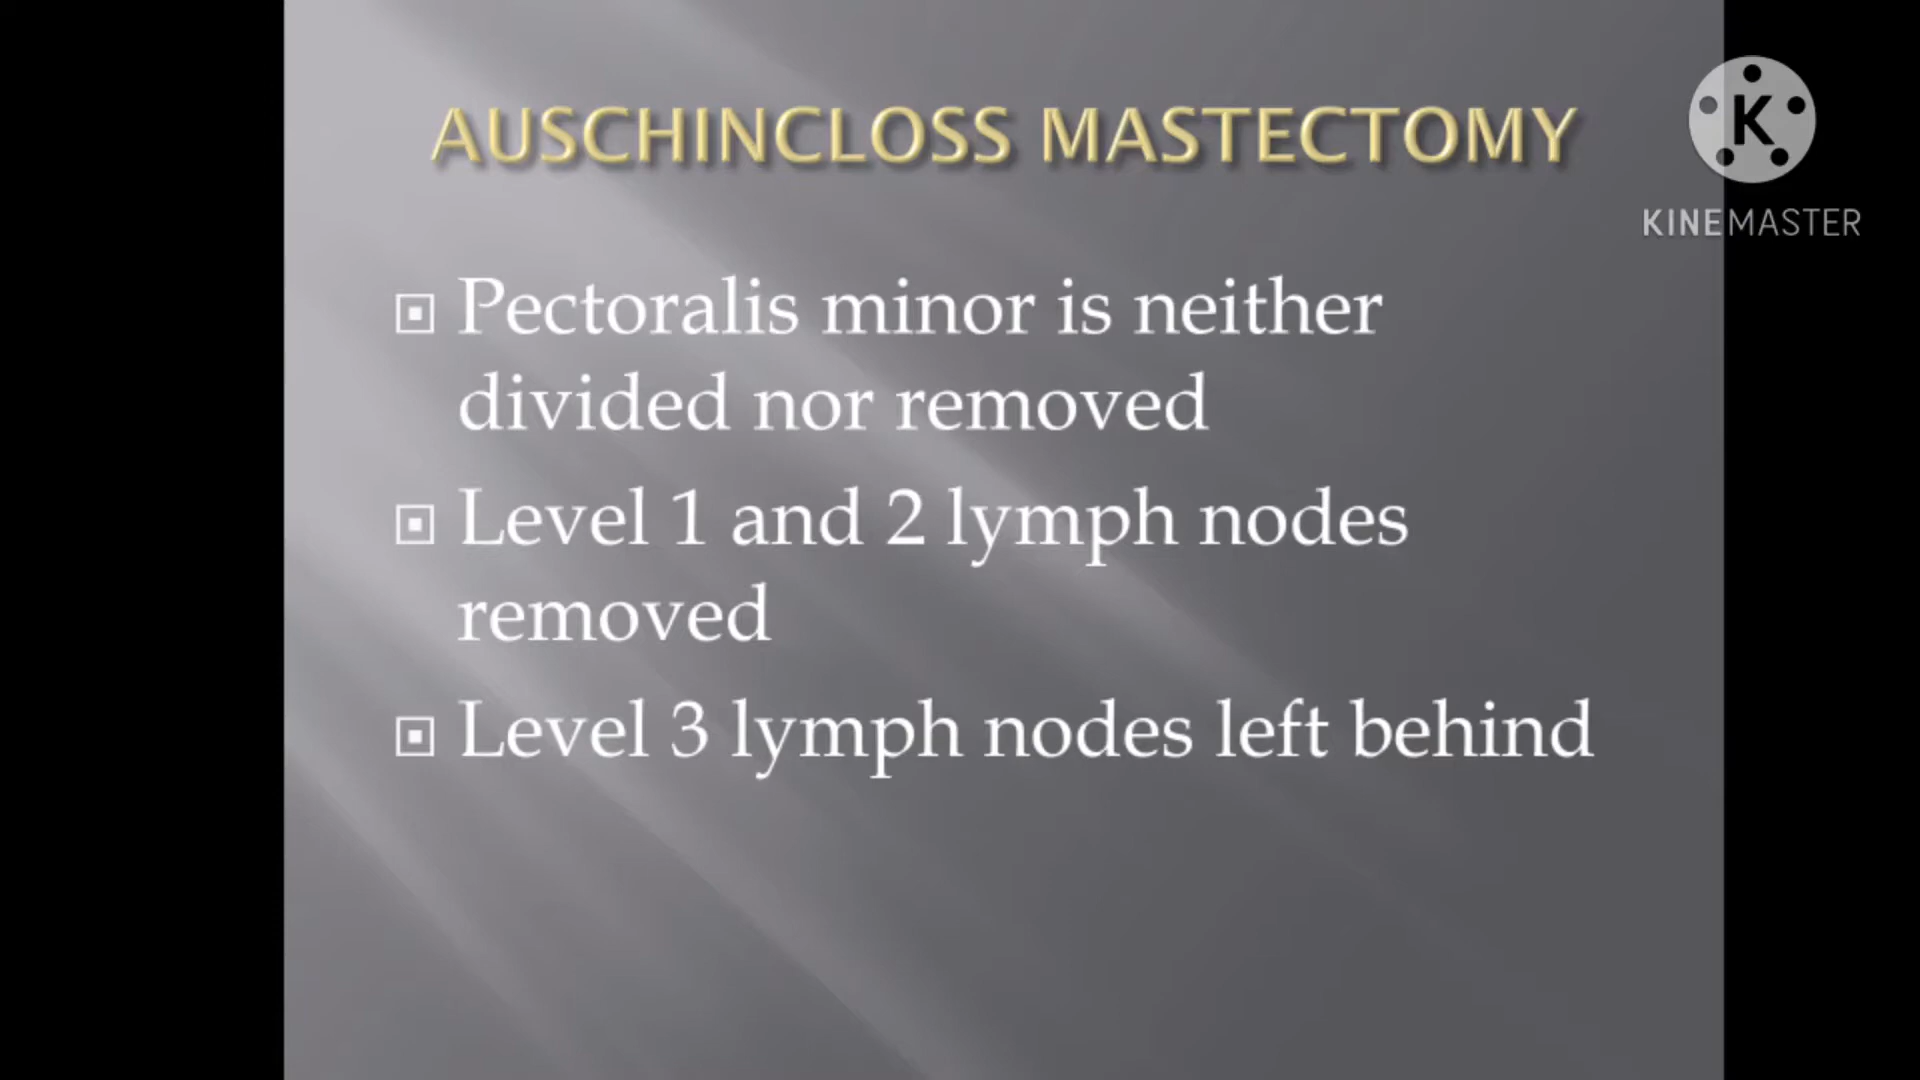 AUSCHINCLOSS MASTECTOMY
K
KINEMASTER
Pectoralis minor is neither
divided nor removed
Level 1 and 2 lymph nodes
removed
Level 3 lymph nodes left behind